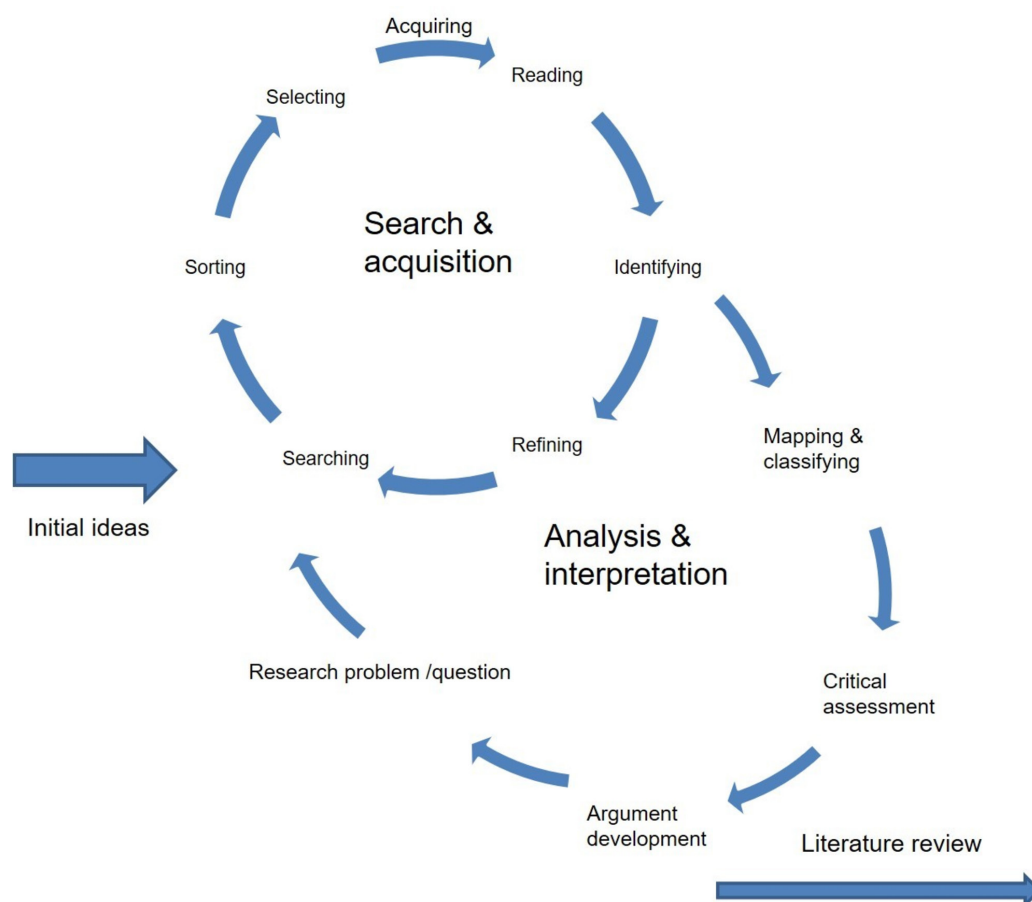 Acquiring
Reading
Selecting
Search &
acquisition
Sorting
Identifying
Mapping &
classifying
Refining
Searching
Initial ideas
Analysis &
interpretation
Research problem /question
Critical
assessment
Argument
development
Literature review